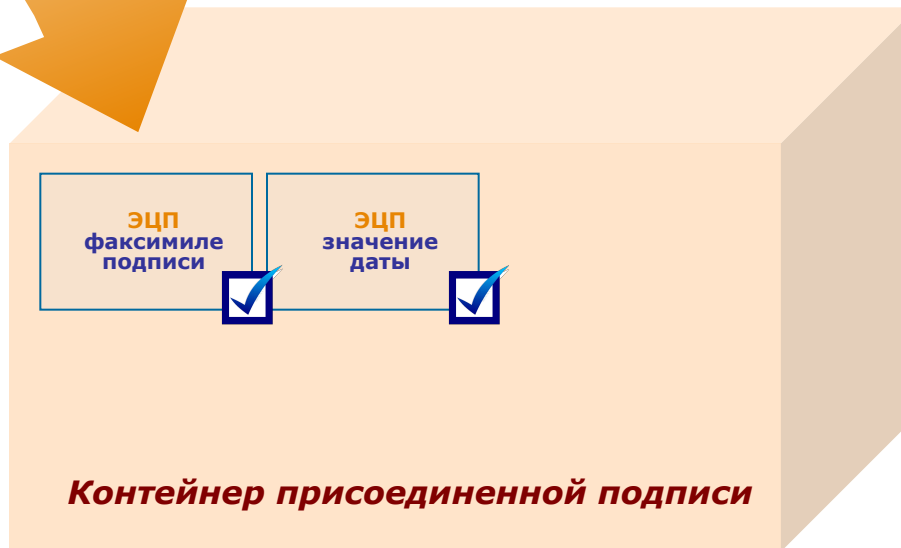 ЭЦП
факсимиле
подписи
ЭЦП
значение
даты
Контейнер присоединенной подписи